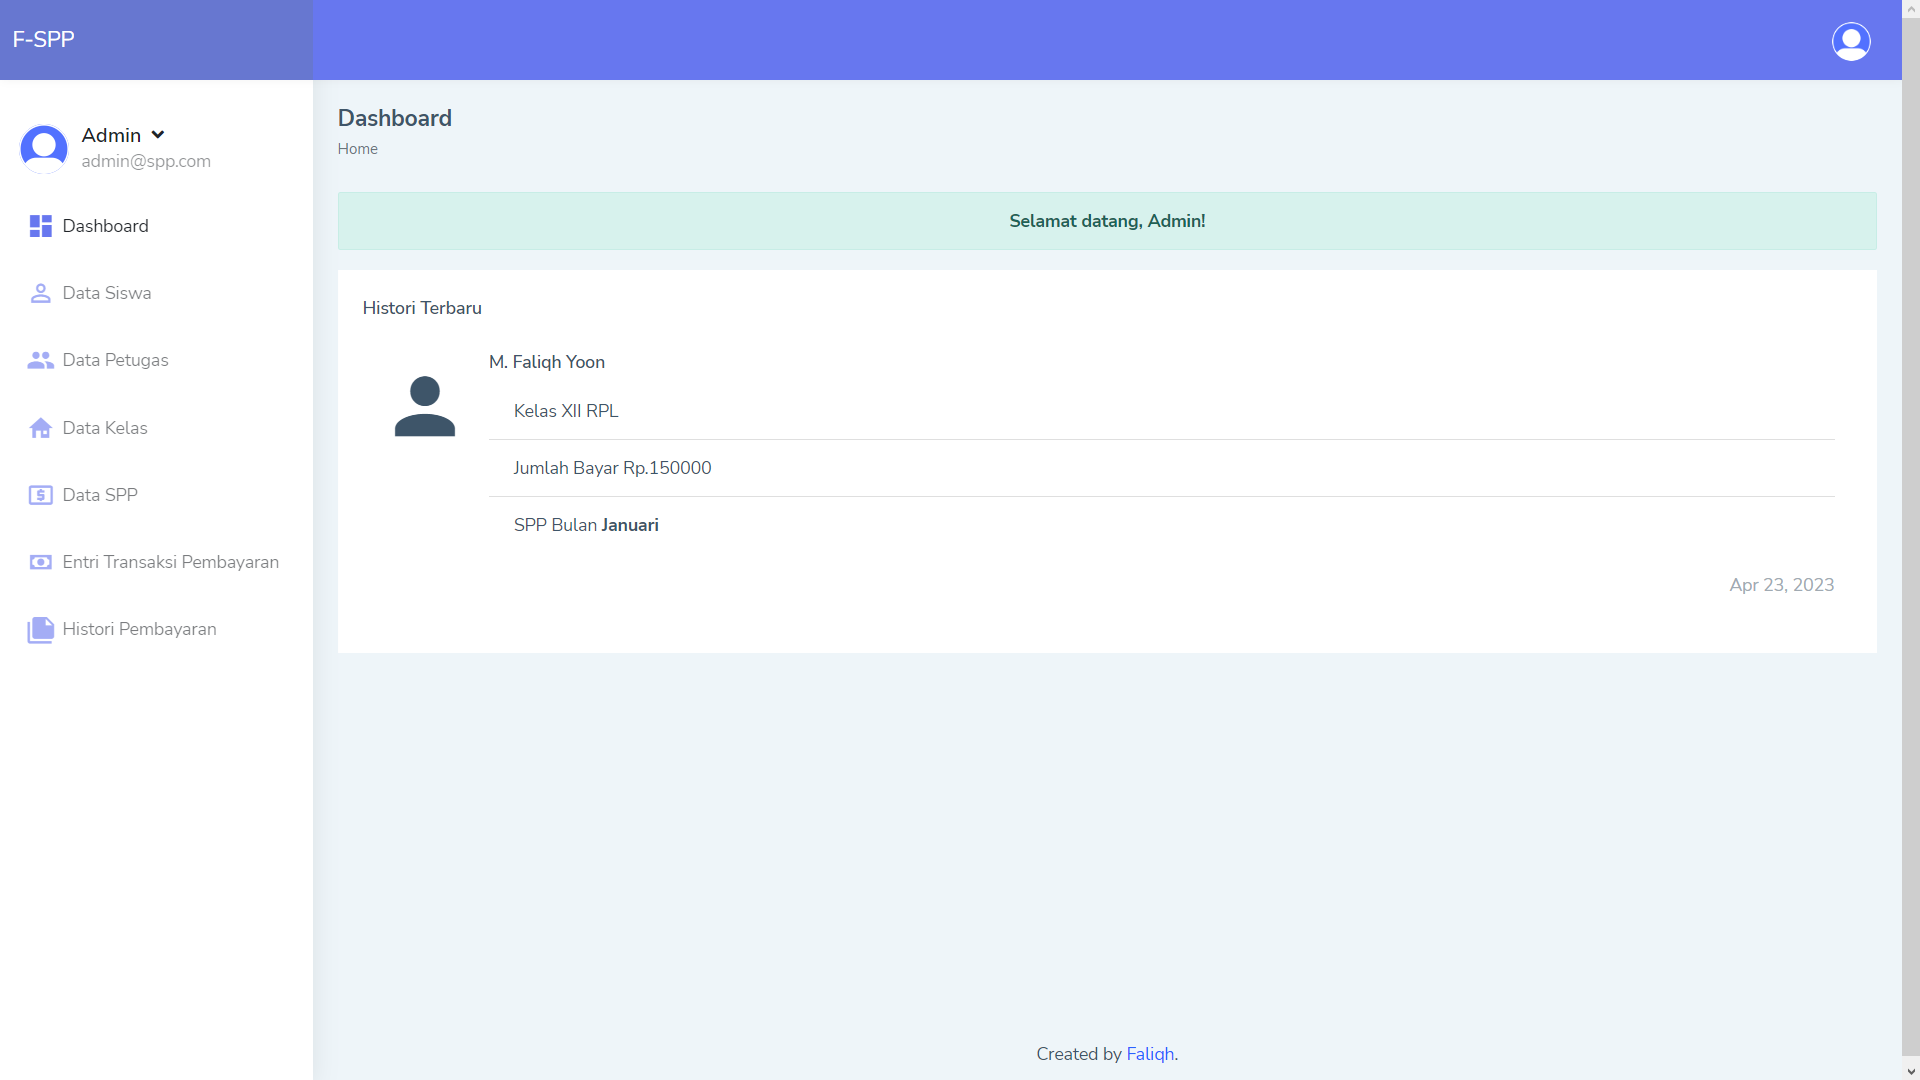 F-SPP
Admin
admin@spp.com
Dashboard
Data Siswa
Data Petugas
Data Kelas
Data SPP
Entri Transaksi Pembayaran
Histori Pembayaran
Dashboard
Home
Selamat datang, Admin!
Histori Terbaru
M. Faliqh Yoon
Kelas XII RPL
Jumlah Bayar Rp.150000
SPP Bulan Januari
Apr 23, 2023
Created by Faliqh.